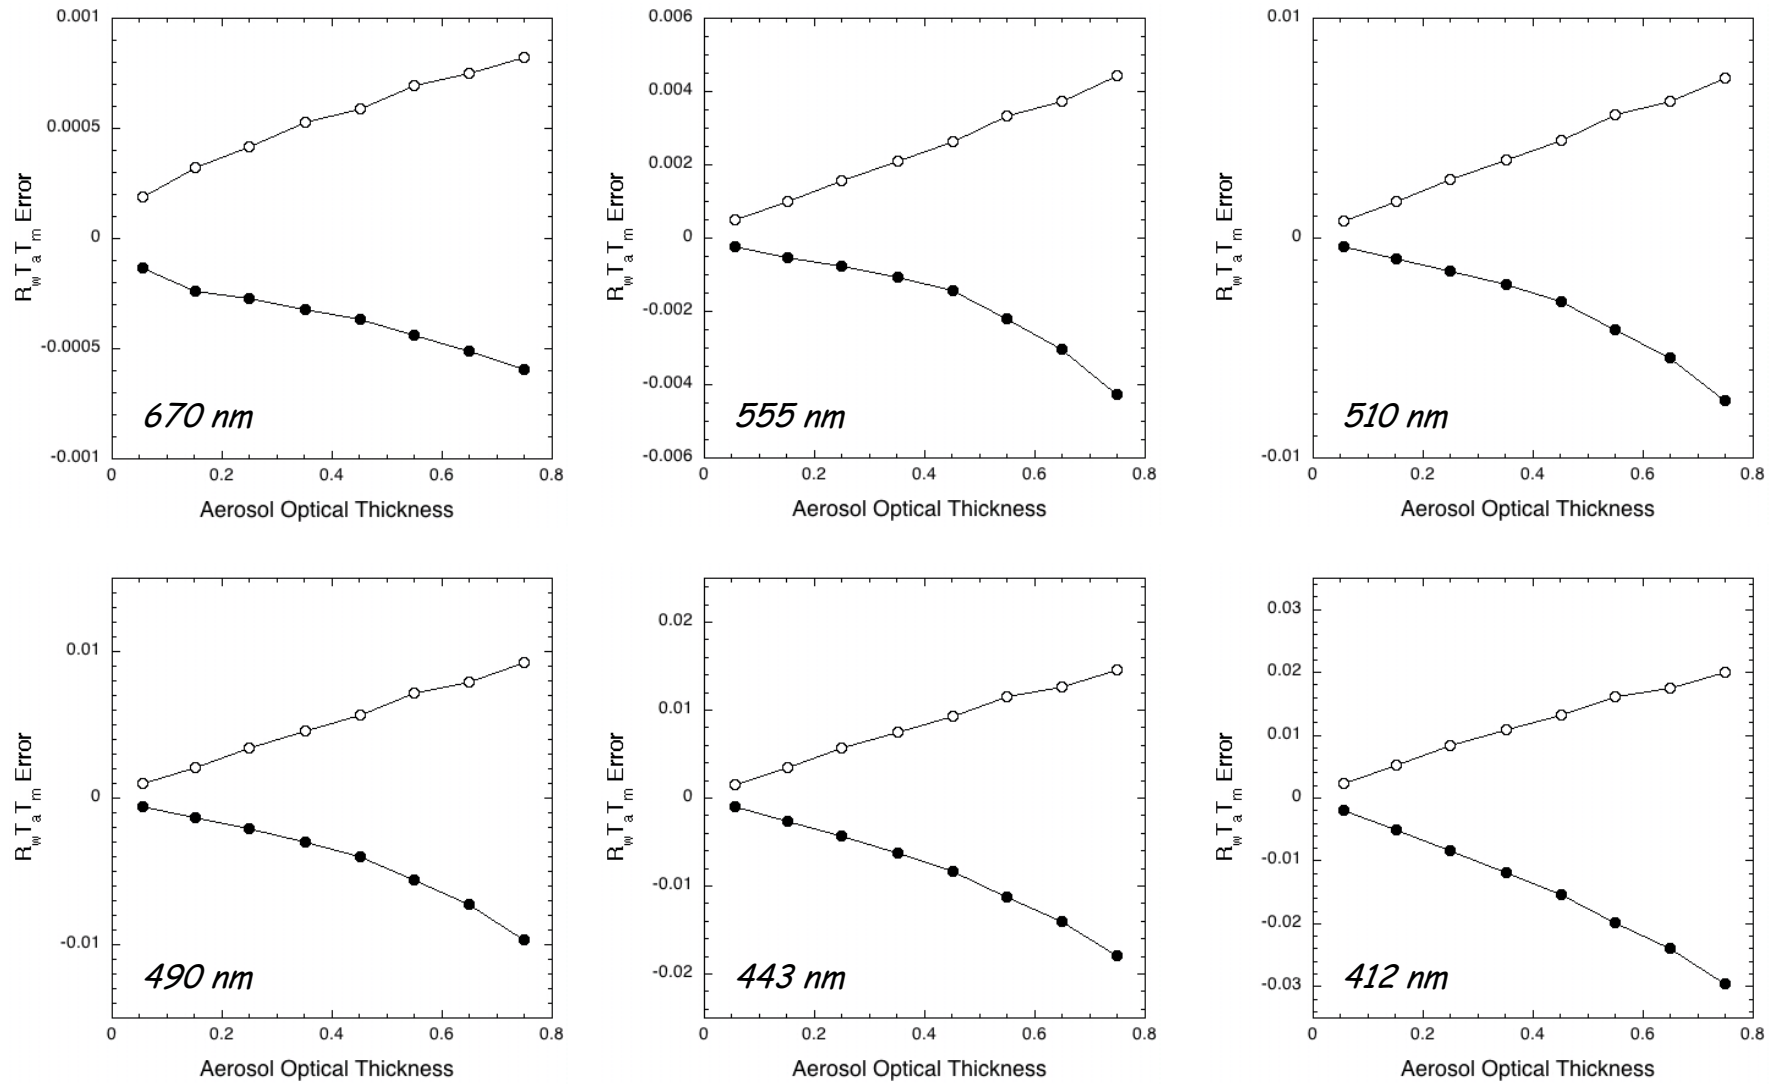 0.001
0.0005
0
-0.0005
-0.001
RwTaTm Error
670 nm
0 0.2 0.4 0.6 0.8
Aerosol Optical Thickness
0.006
0.004
0.002
0
-0.002
-0.004
-0.006
RwTaTm Error
555 nm
0 0.2 0.4 0.6 0.8
Aerosol Optical Thickness
0.01
0
-0.01
RwTaTm Error
510 nm
0 0.2 0.4 0.6 0.8
Aerosol Optical Thickness
0.01
0
-0.01
RwTaTm Error
490 nm
0 0.2 0.4 0.6 0.8
Aerosol Optical Thickness
0.02
0.01
0
-0.01
-0.02
RwTaTm Error
443 nm
0 0.2 0.4 0.6 0.8
Aerosol Optical Thickness
0.03
0.02
0.01
0
-0.01
-0.02
-0.03
RwTaTm Error
412 nm
0 0.2 0.4 0.6 0.8
Aerosol Optical Thickness